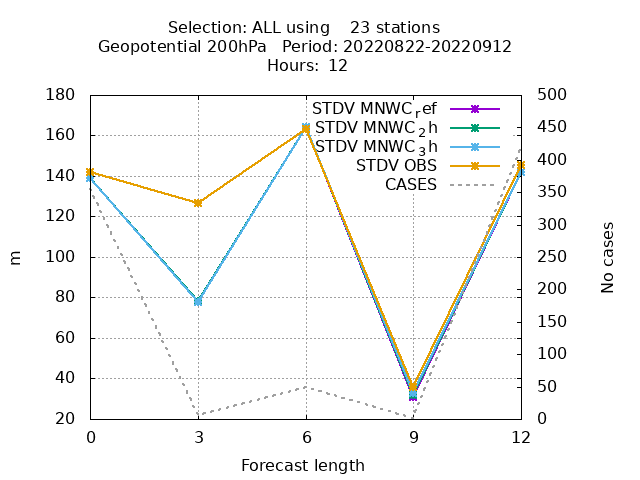 Selection: ALL using    23 stations
Geopotential 200hPa   Period: 20220822-20220912
Hours:  12
STDV MNWC_ref
STDV MNWC_2h
STDV MNWC_3h
STDV OBS
CASES
180
160
140
120
100
80
60
40
20
m
500
450
400
350
300
250
200
150
100
50
0
No cases
0 3 6 9 12
Forecast length